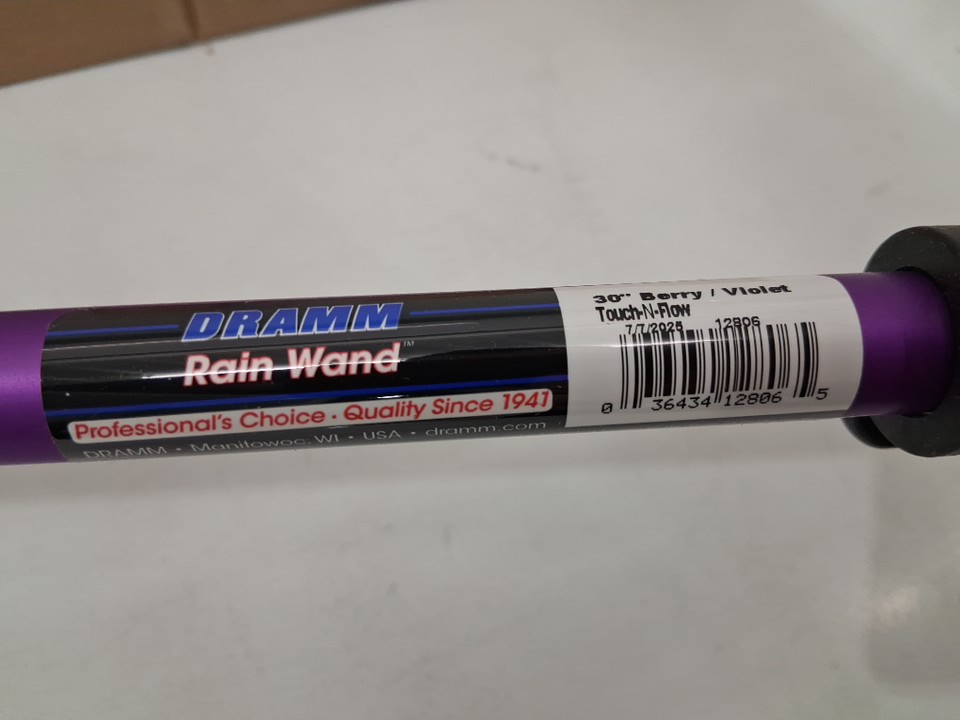 DRAMM
Rain Wand™
Professional's Choice · Quality Since 1941
DRAMM • Manitowoc, WI • USA • dramm.com
30" Berry / Violet
Touch-N-Flow
7/7/2025 12806
0 36434 12806 5